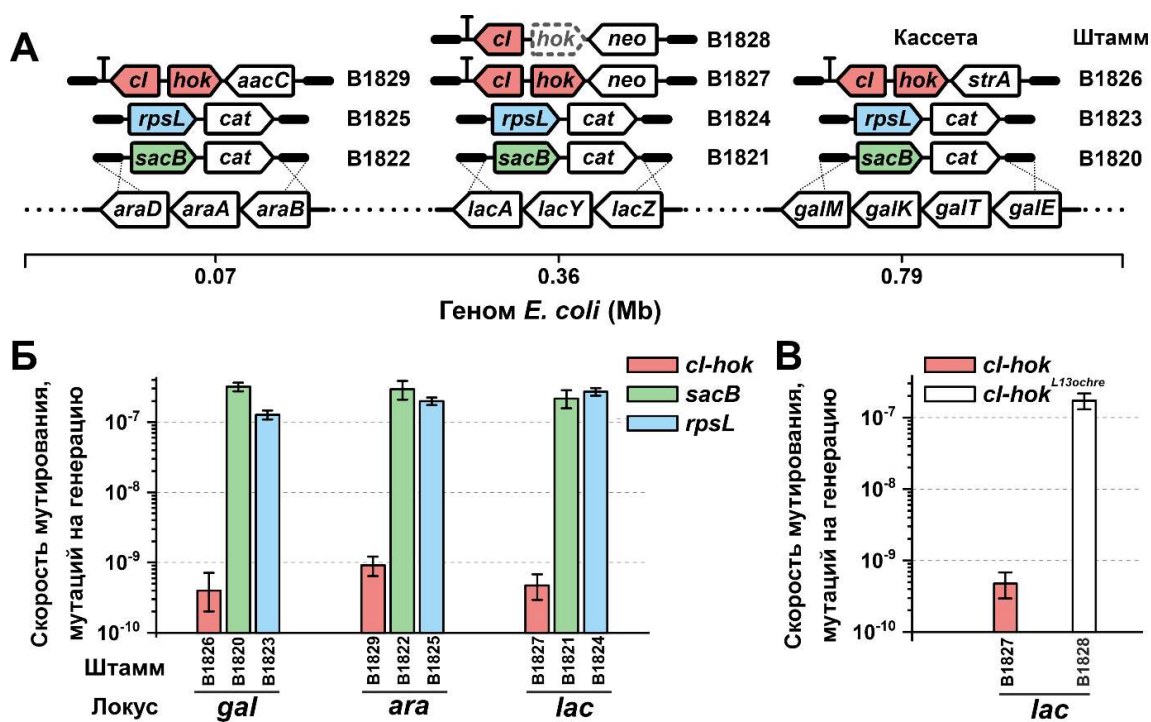 А
cI hok neo B1828
Кассета Штамм
cI hok aacC B1829
cI hok neo B1827
cI hok strA B1826
rpsL cat B1825
rpsL cat B1824
rpsL cat B1823
sacB cat B1822
sacB cat B1821
sacB cat B1820
araD araA araB
lacA lacY lacZ
galM galK galT galE
0.07 0.36 0.79
Геном E. coli (Mb)
Б
Скорость мутирования,
мутаций на генерацию
10-7
10-8
10-9
10-10
cI-hok
sacB
rpsL
Штамм B1826 B1820 B1823 B1829 B1822 B1825 B1827 B1821 B1824
Локус gal ara lac
В
Скорость мутирования,
мутаций на генерацию
10-7
10-8
10-9
10-10
cI-hok
cI-hokL13ochre
B1827 B1828
lac